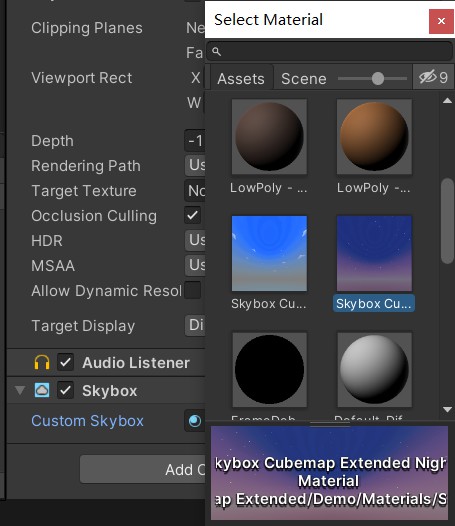 Select Material
Clipping Planes
Ne
Fa
Viewport Rect
X
W
Depth
-1
Rendering Path
Us
Target Texture
No
Occlusion Culling
HDR
Us
MSAA
Us
Allow Dynamic Resol
Target Display
Di
Audio Listener
Skybox
Custom Skybox
Add C
Assets
Scene
9
LowPoly - ...
LowPoly -...
Skybox Cu...
Skybox Cu...
FrameDeb
Default-Dif
kybox Cubemap Extended Nigh
Material
ap Extended/Demo/Materials/S